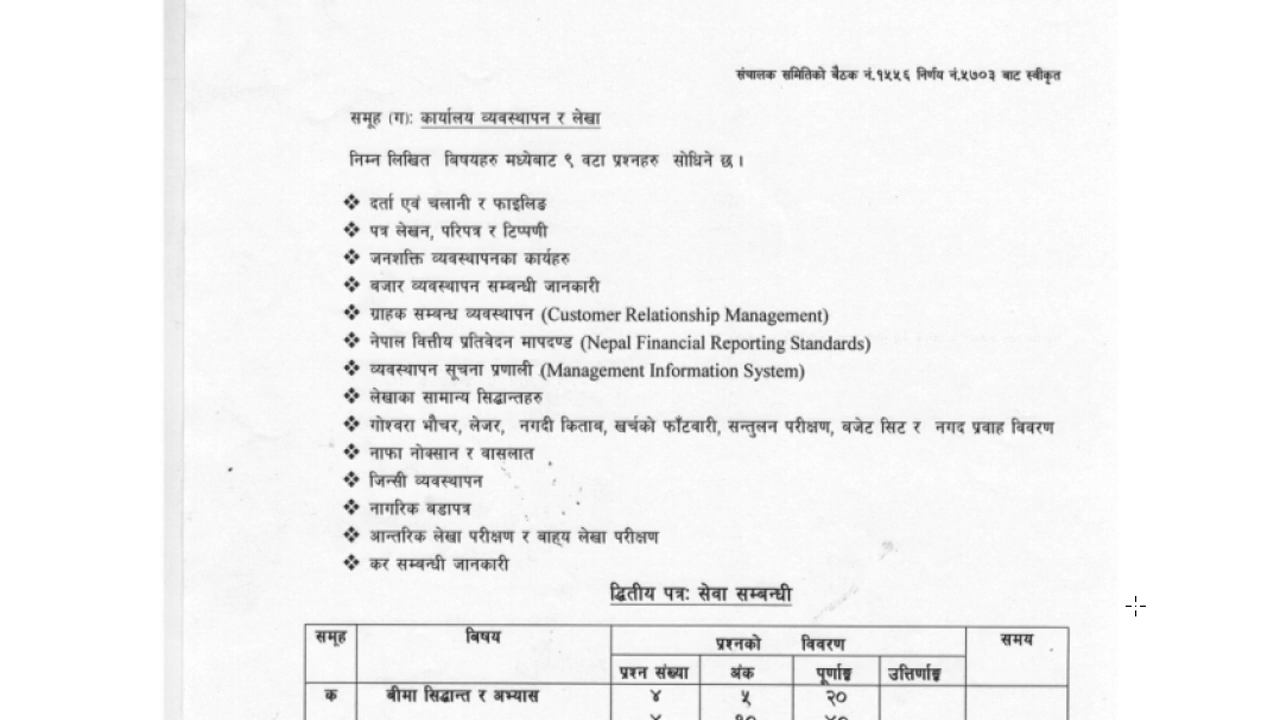 संचालक समितिको बैठक नं.१५५६ निर्णय नं.५७०३ बाट स्वीकृत
समूह (ग): कार्यालय व्यवस्थापन र लेखा
निम्न लिखित बिषयहरु मध्येबाट ९ वटा प्रश्नहरु सोधिने छ ।
❖ दर्ता एवं चलानी र फाइलिङ
❖ पत्र लेखन, परिपत्र र टिप्पणी
❖ जनशक्ति व्यवस्थापनका कार्यहरु
❖ बजार व्यवस्थापन सम्बन्धी जानकारी
❖ ग्राहक सम्बन्ध व्यवस्थापन (Customer Relationship Management)
❖ नेपाल वित्तीय प्रतिवेदन मापदण्ड (Nepal Financial Reporting Standards)
❖ व्यवस्थापन सूचना प्रणाली (Management Information System)
❖ लेखाका सामान्य सिद्धान्तहरु
❖ गोश्वरा भौचर, लेजर, नगदी किताव, खर्चको फाँटवारी, सन्तुलन परीक्षण, वजेट सिट र नगद प्रवाह विवरण
❖ नाफा नोक्सान र वासलात
❖ जिन्सी व्यवस्थापन
❖ नागरिक वडापत्र
❖ आन्तरिक लेखा परीक्षण र वाह्य लेखा परीक्षण
❖ कर सम्बन्धी जानकारी
द्वितीय पत्र: सेवा सम्बन्धी
समूह बिषय प्रश्नको विवरण समय
प्रश्न संख्या अंक पूर्णाङ्क उत्तिर्णाङ्क
क बीमा सिद्धान्त र अभ्यास ४ ५ २०